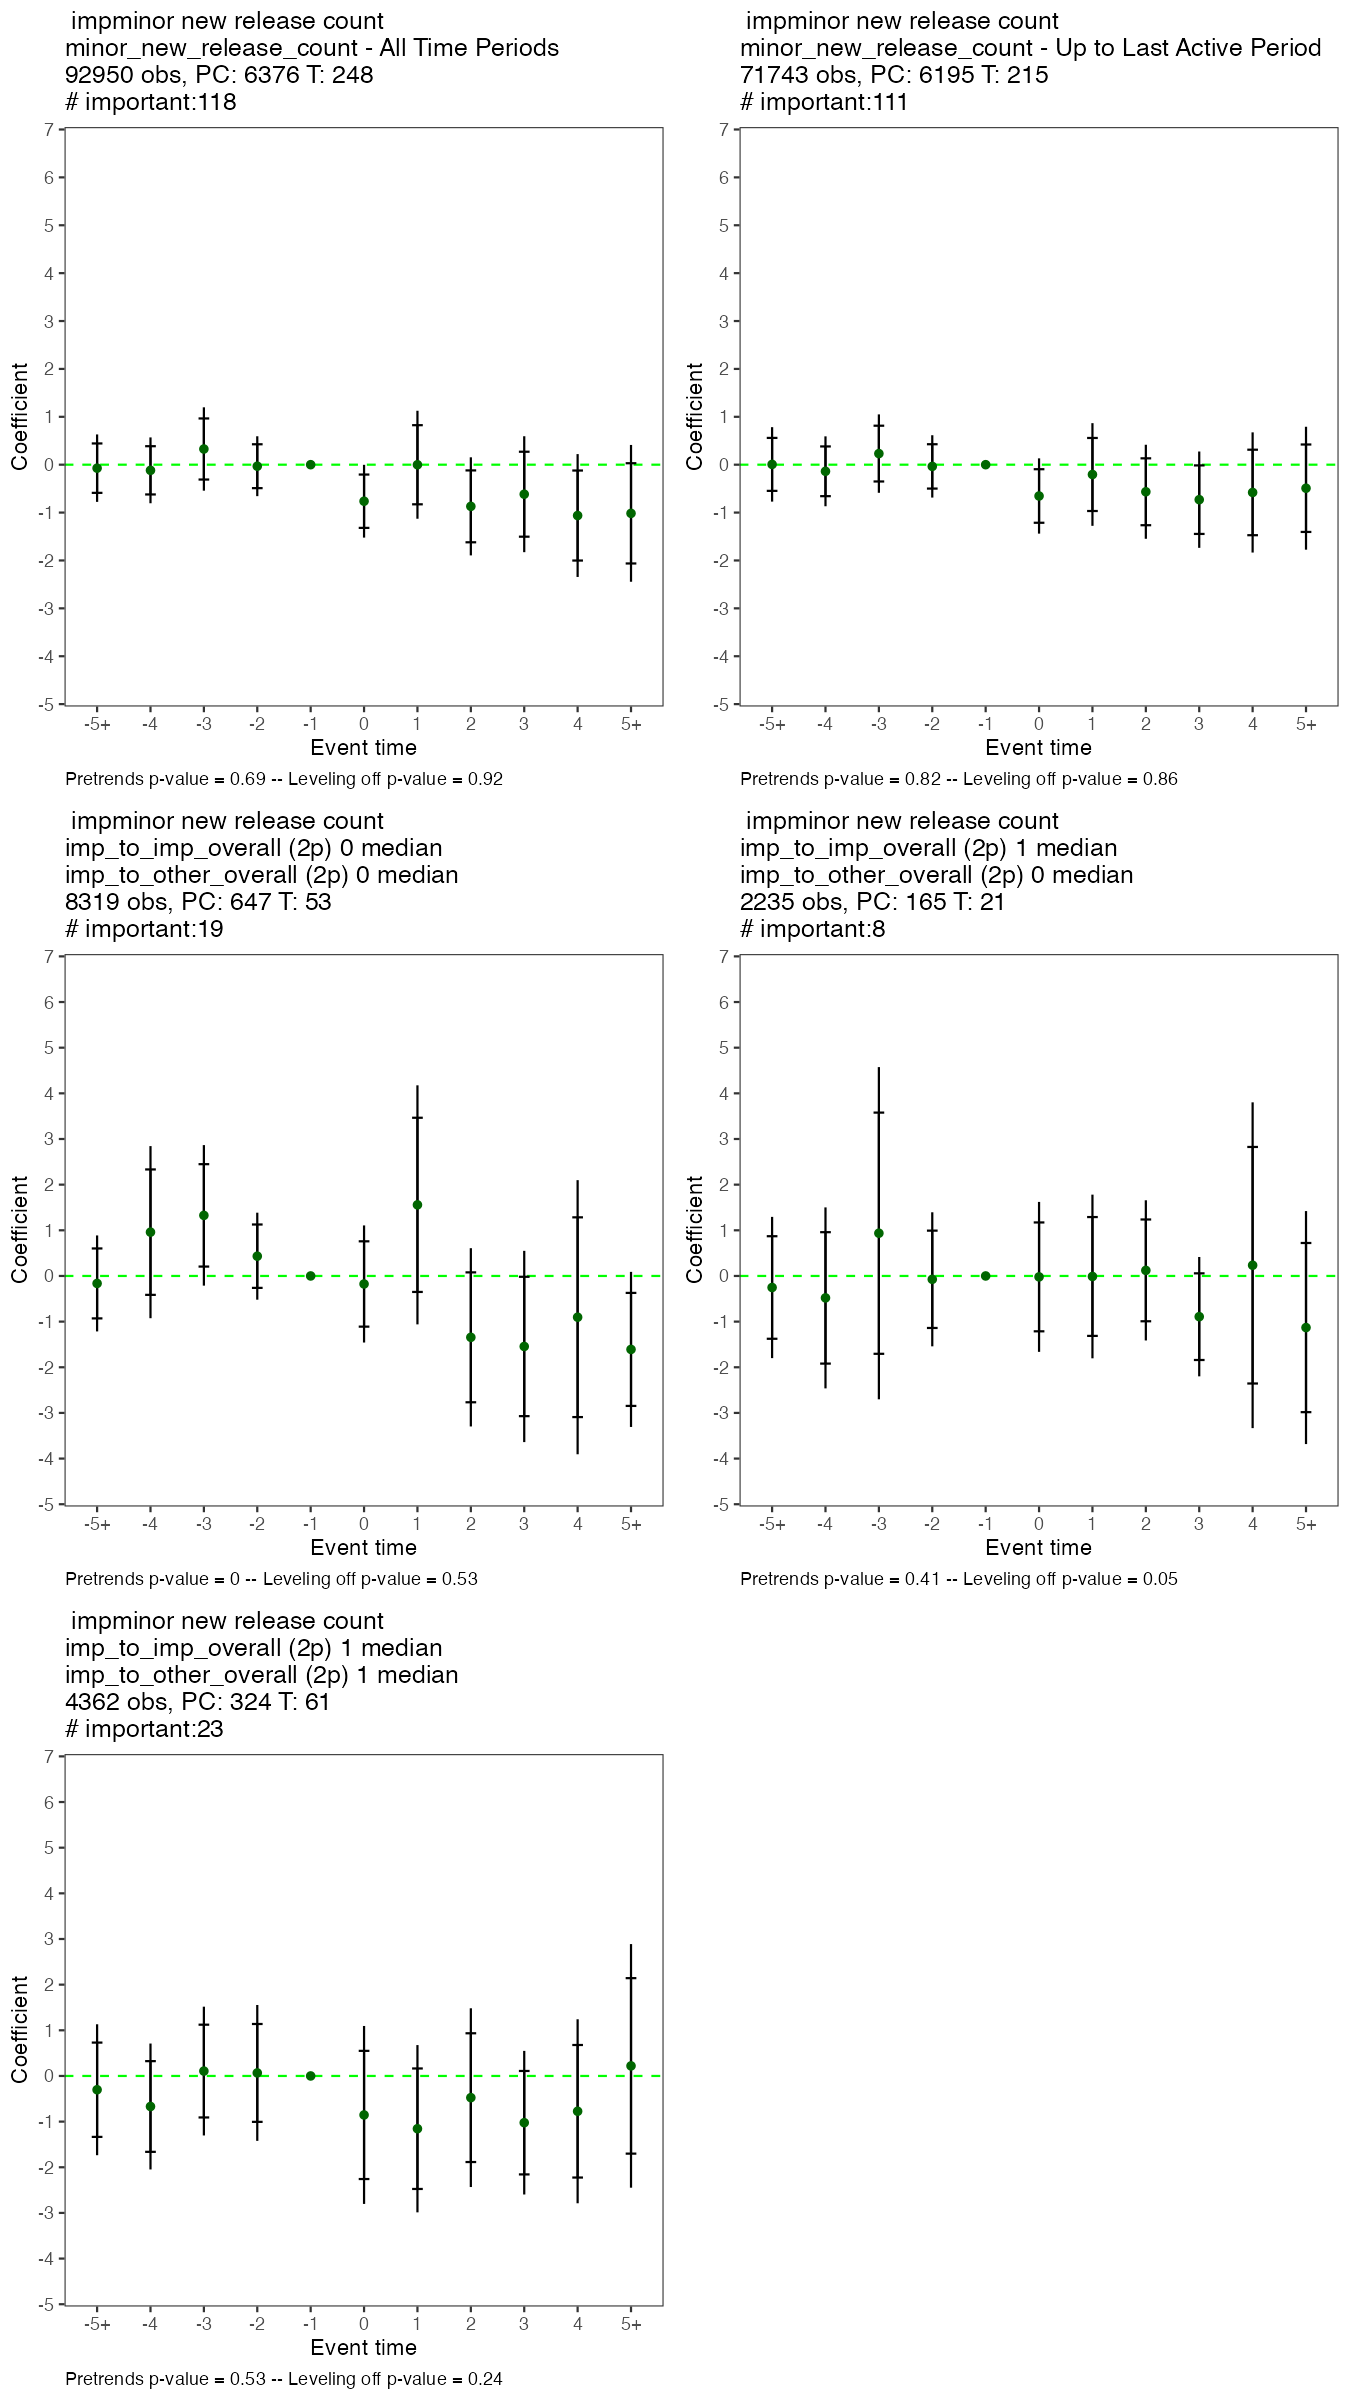 impminor new release count
minor_new_release_count - All Time Periods
92950 obs, PC: 6376 T: 248
# important:118
7
6
5
4
3
2
1
0
-1
-2
-3
-4
-5
Coefficient
-5+ -4 -3 -2 -1 0 1 2 3 4 5+
Event time
Pretrends p-value = 0.69 -- Leveling off p-value = 0.92
impminor new release count
minor_new_release_count - Up to Last Active Period
71743 obs, PC: 6195 T: 215
# important:111
7
6
5
4
3
2
1
0
-1
-2
-3
-4
-5
Coefficient
-5+ -4 -3 -2 -1 0 1 2 3 4 5+
Event time
Pretrends p-value = 0.82 -- Leveling off p-value = 0.86
impminor new release count
imp_to_imp_overall (2p) 0 median
imp_to_other_overall (2p) 0 median
8319 obs, PC: 647 T: 53
# important:19
7
6
5
4
3
2
1
0
-1
-2
-3
-4
-5
Coefficient
-5+ -4 -3 -2 -1 0 1 2 3 4 5+
Event time
Pretrends p-value = 0 -- Leveling off p-value = 0.53
impminor new release count
imp_to_imp_overall (2p) 1 median
imp_to_other_overall (2p) 0 median
2235 obs, PC: 165 T: 21
# important:8
7
6
5
4
3
2
1
0
-1
-2
-3
-4
-5
Coefficient
-5+ -4 -3 -2 -1 0 1 2 3 4 5+
Event time
Pretrends p-value = 0.41 -- Leveling off p-value = 0.05
impminor new release count
imp_to_imp_overall (2p) 1 median
imp_to_other_overall (2p) 1 median
4362 obs, PC: 324 T: 61
# important:23
7
6
5
4
3
2
1
0
-1
-2
-3
-4
-5
Coefficient
-5+ -4 -3 -2 -1 0 1 2 3 4 5+
Event time
Pretrends p-value = 0.53 -- Leveling off p-value = 0.24